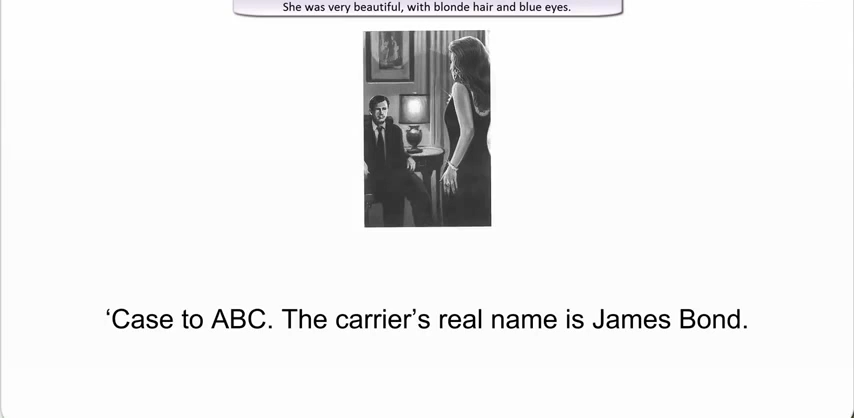 She was very beautiful, with blonde hair and blue eyes.
‘Case to ABC. The carrier’s real name is James Bond.